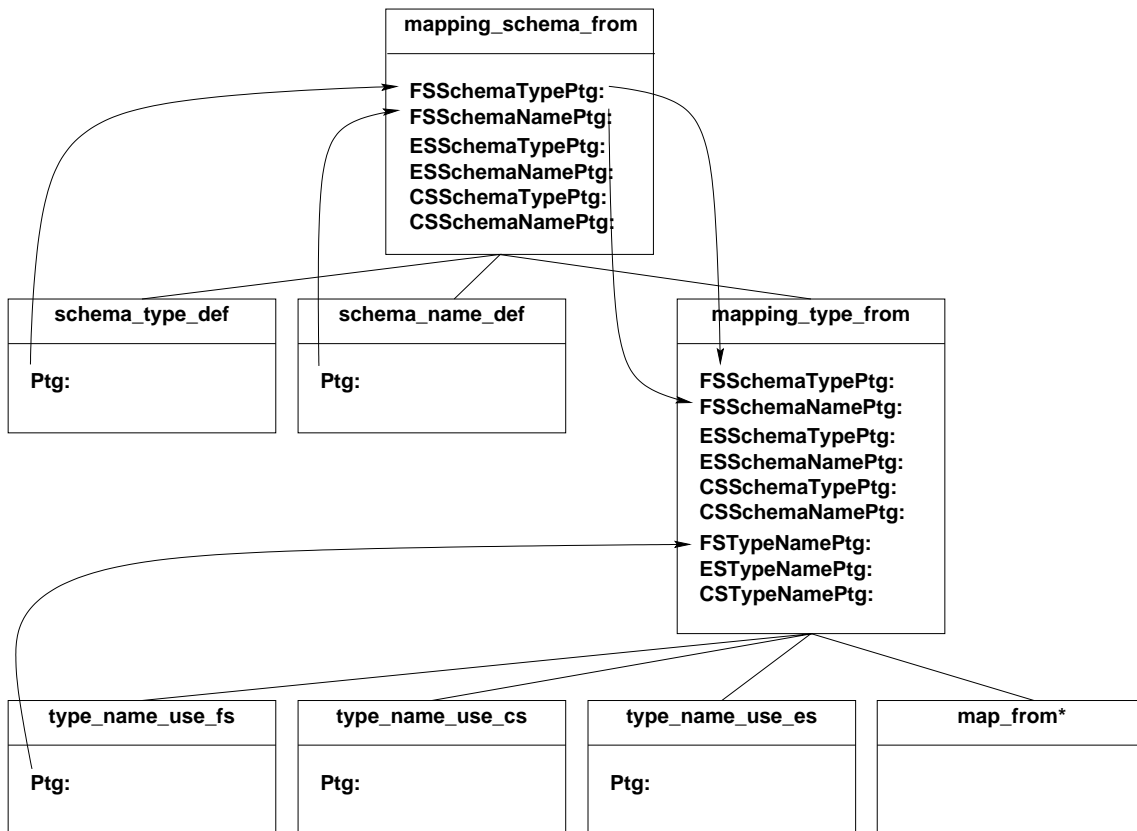 mapping_schema_from
FSSchemaTypePtg:
FSSchemaNamePtg:
ESSchemaTypePtg:
ESSchemaNamePtg:
CSSchemaTypePtg:
CSSchemaNamePtg:
schema_type_def
Ptg:
schema_name_def
Ptg:
mapping_type_from
FSSchemaTypePtg:
FSSchemaNamePtg:
ESSchemaTypePtg:
ESSchemaNamePtg:
CSSchemaTypePtg:
CSSchemaNamePtg:
FSTypeNamePtg:
ESTypeNamePtg:
CSTypeNamePtg:
type_name_use_fs
Ptg:
type_name_use_cs
Ptg:
type_name_use_es
Ptg:
map_from*